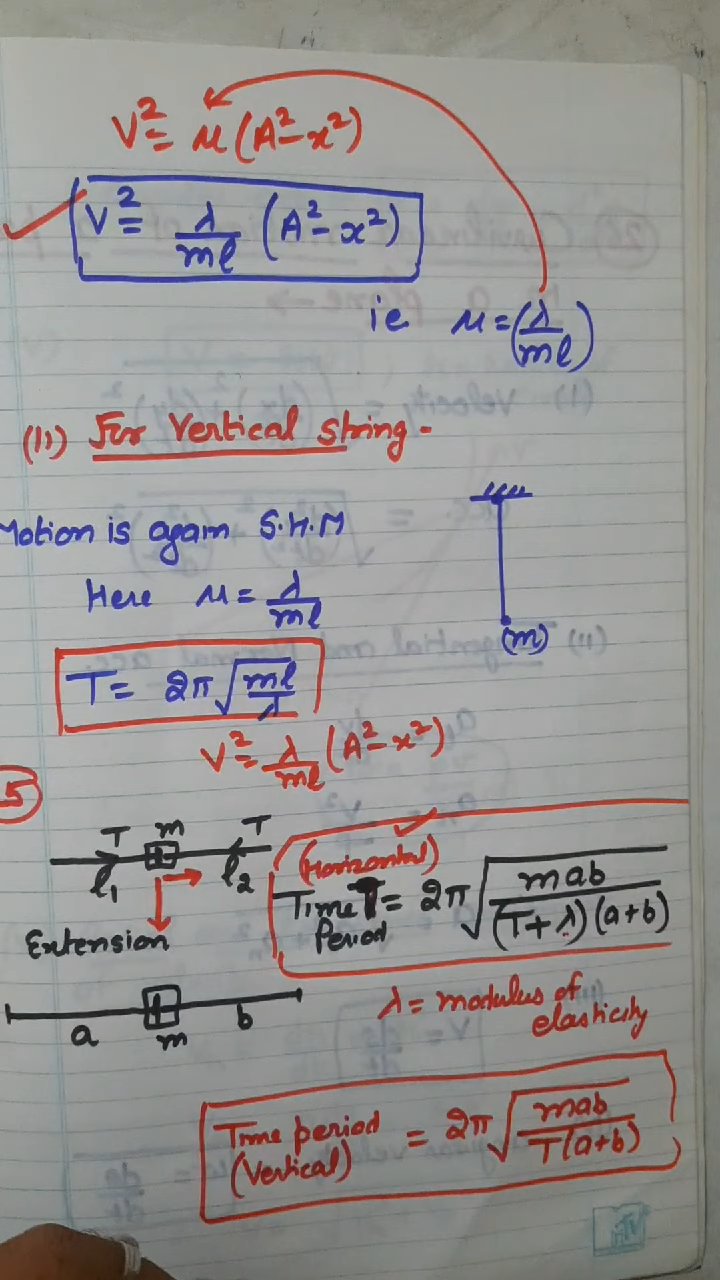 V² = μ(A²-x²)
V² = λ/ml (A²-x²)
ie μ = (λ/ml)
(11) For Vertical string -
Motion is again S.H.M
Here μ = λ/ml
(m)
T = 2π√(ml/λ)
V² = λ/ml (A²-x²)
5
T m T
l₁ l₂
Extension
(Horizontal)
Time T = 2π√(mab/(T+λ)(a+b))
Period
a m b
λ = modulus of
elasticity
Time period = 2π√(mab/T(a+b))
(Vertical)